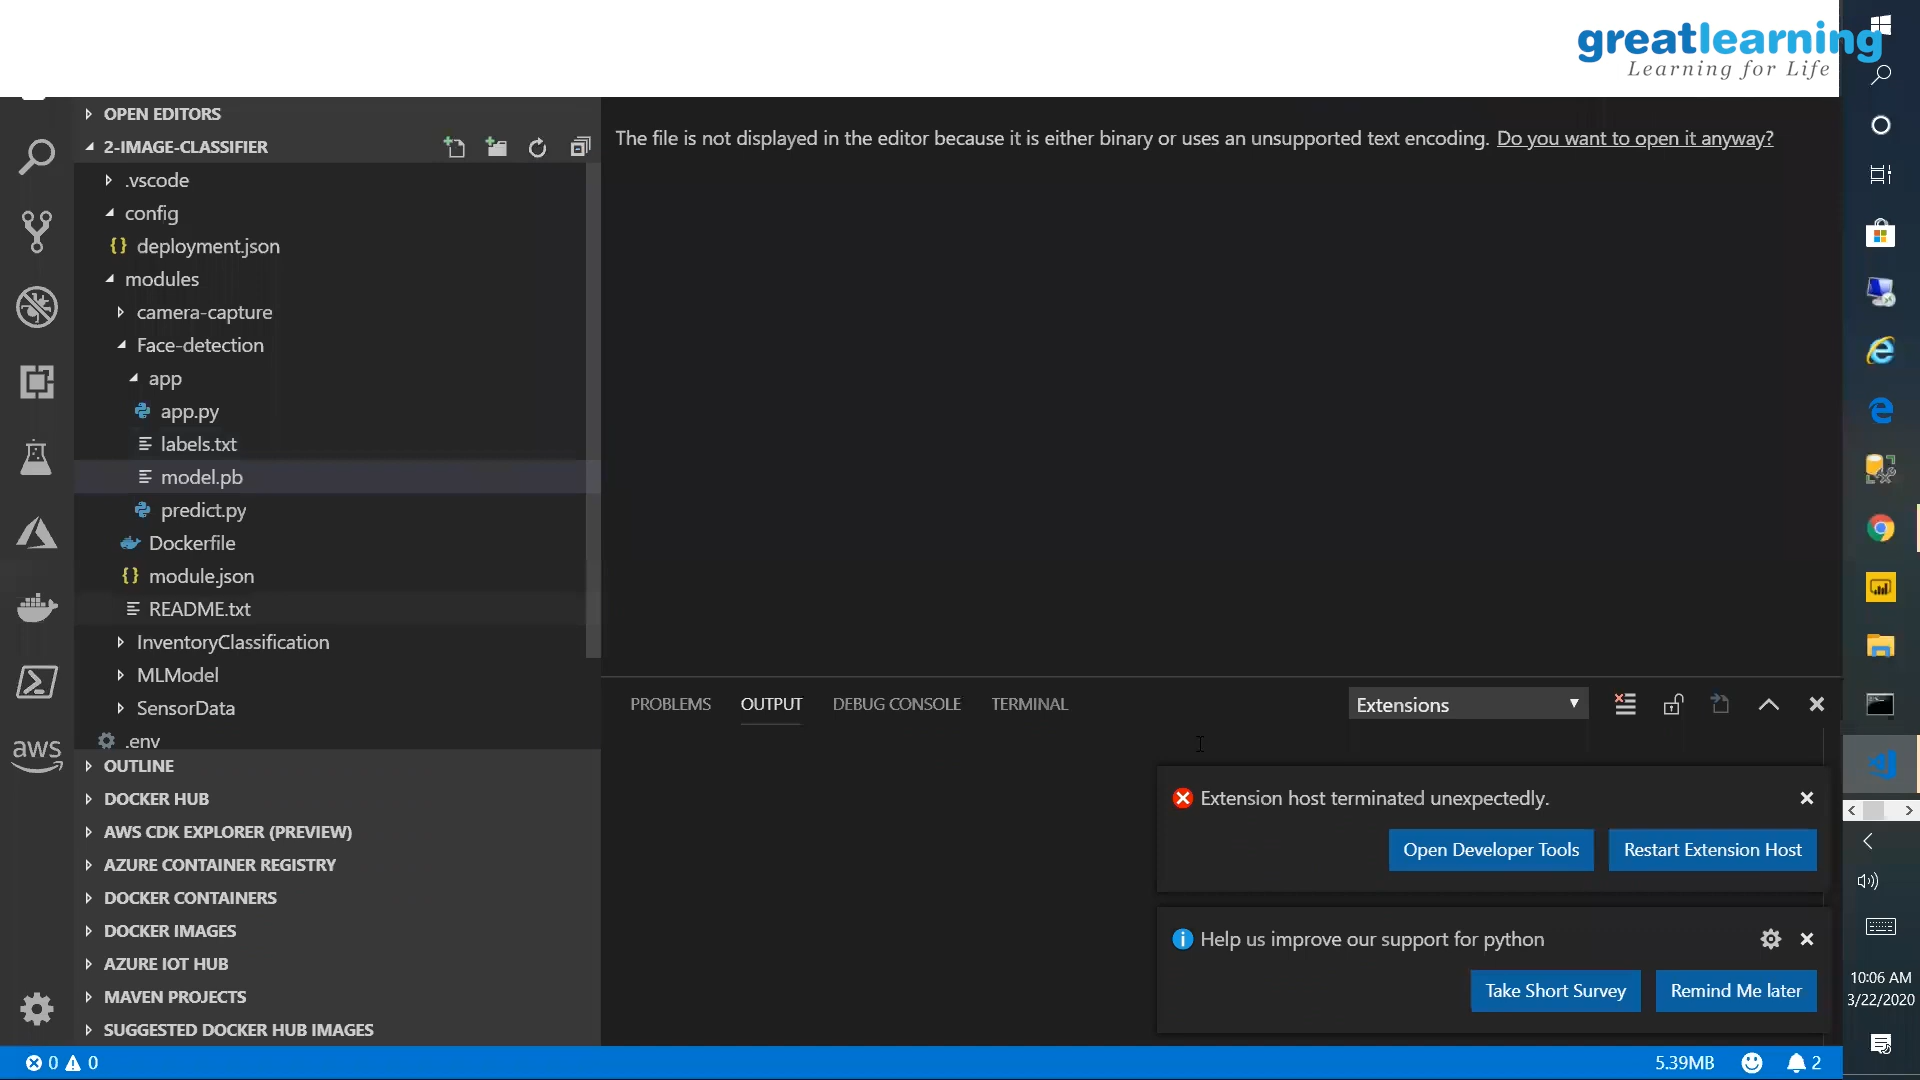 greatlearning
Learning for Life
OPEN EDITORS
2-IMAGE-CLASSIFIER
The file is not displayed in the editor because it is either binary or uses an unsupported text encoding. Do you want to open it anyway?
.vscode
config
deployment.json
modules
camera-capture
Face-detection
app
app.py
labels.txt
model.pb
predict.py
Dockerfile
module.json
README.txt
InventoryClassification
MLModel
SensorData
.env
PROBLEMS OUTPUT DEBUG CONSOLE TERMINAL Extensions
aws
OUTLINE
DOCKER HUB
AWS CDK EXPLORER (PREVIEW)
AZURE CONTAINER REGISTRY
DOCKER CONTAINERS
DOCKER IMAGES
AZURE IOT HUB
MAVEN PROJECTS
SUGGESTED DOCKER HUB IMAGES
Extension host terminated unexpectedly.
Open Developer Tools Restart Extension Host
Help us improve our support for python
Take Short Survey Remind Me later
10:06 AM
3/22/2020
0 0 5.39MB 2